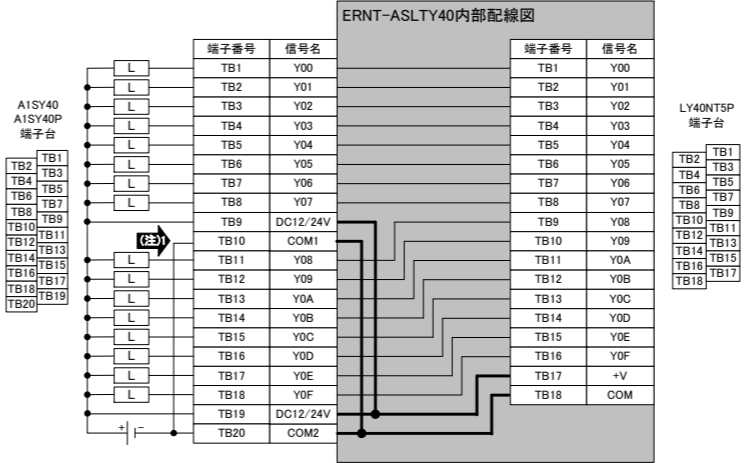 ERNT-ASLTY40内部配線図
端子番号 信号名 端子番号 信号名
L TB1 Y00 TB1 Y00
L TB2 Y01 TB2 Y01
L TB3 Y02 TB3 Y02
L TB4 Y03 TB4 Y03
L TB5 Y04 TB5 Y04
L TB6 Y05 TB6 Y05
L TB7 Y06 TB7 Y06
L TB8 Y07 TB8 Y07
TB9 DC12/24V TB9 Y08
(注)1 TB10 COM1 TB10 Y09
L TB11 Y08 TB11 Y0A
L TB12 Y09 TB12 Y0B
L TB13 Y0A TB13 Y0C
L TB14 Y0B TB14 Y0D
L TB15 Y0C TB15 Y0E
L TB16 Y0D TB16 Y0F
L TB17 Y0E TB17 +V
L TB18 Y0F TB18 COM
TB19 DC12/24V
+ - TB20 COM2
A1SY40
A1SY40P
端子台
TB1
TB2
TB3
TB4
TB5
TB6
TB7
TB8
TB9
TB10
TB11
TB12
TB13
TB14
TB15
TB16
TB17
TB18
TB19
TB20
LY40NT5P
端子台
TB1
TB2
TB3
TB4
TB5
TB6
TB7
TB8
TB9
TB10
TB11
TB12
TB13
TB14
TB15
TB16
TB17
TB18